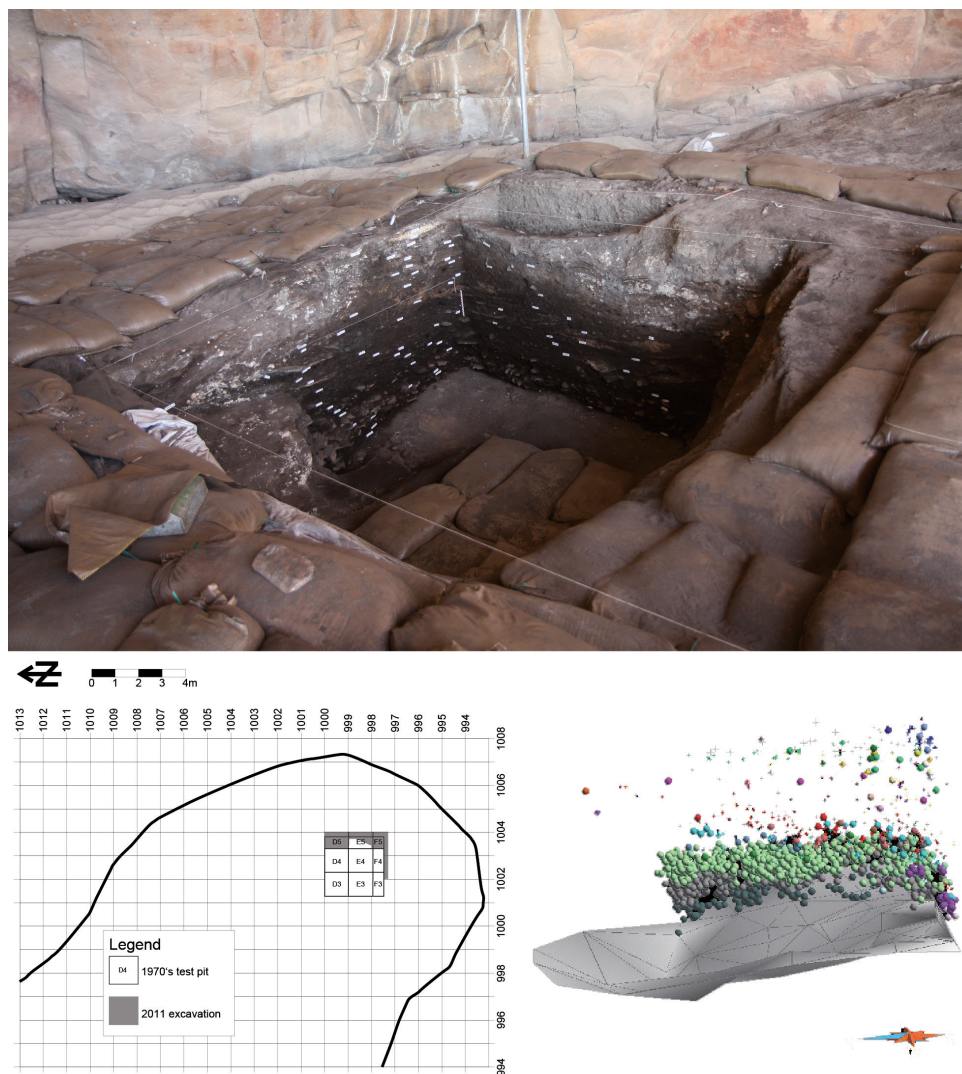 N
0 1 2 3 4m
1013 1012 1011 1010 1009 1008 1007 1006 1005 1004 1003 1002 1001 1000 999 998 997 996 995 994
1008
1006
1004
D5 E5 F5
D4 E4 F4
1002
D3 E3 F3
1000
Legend
998
D4 1970's test pit
996
2011 excavation
994